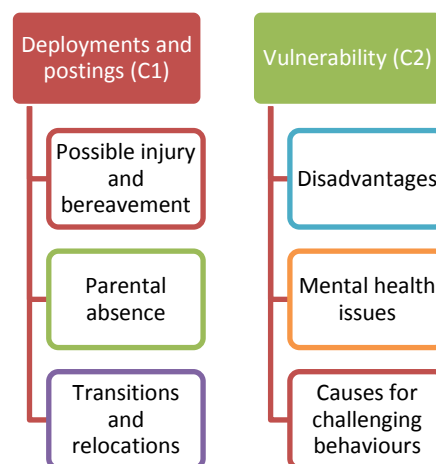 Deployments and
postings (C1)
Possible injury
and
bereavement
Parental
absence
Transitions
and
relocations
Vulnerability (C2)
Disadvantages
Mental health
issues
Causes for
challenging
behaviours